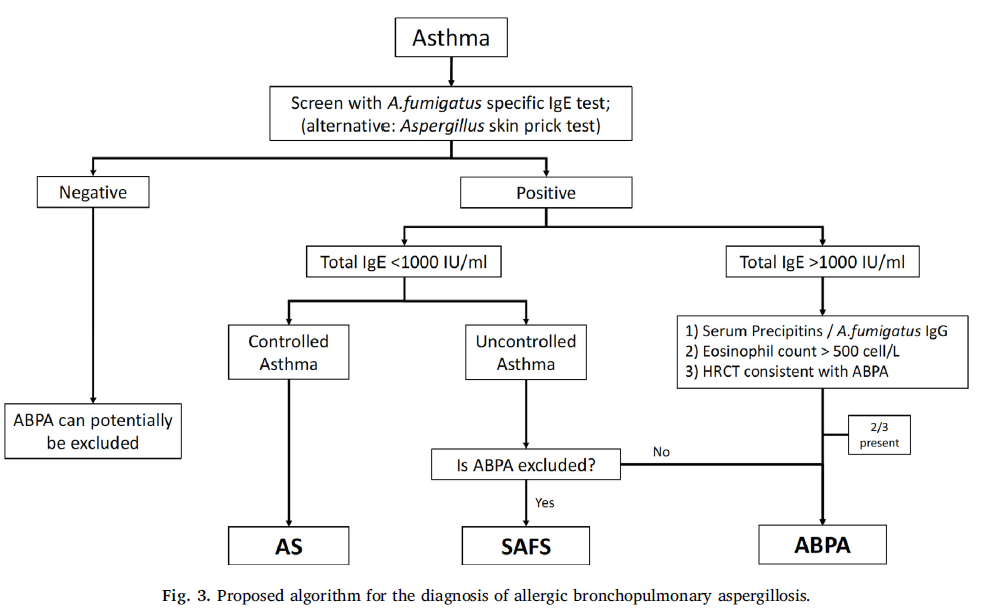 Asthma
Screen with A.fumigatus specific IgE test;
(alternative: Aspergillus skin prick test)
Negative
Positive
Total IgE <1000 IU/ml
Total IgE >1000 IU/ml
Controlled
Asthma
Uncontrolled
Asthma
1) Serum Precipitins / A.fumigatus IgG
2) Eosinophil count > 500 cell/L
3) HRCT consistent with ABPA
ABPA can potentially
be excluded
2/3
present
Is ABPA excluded?
No
Yes
AS
SAFS
ABPA
Fig. 3. Proposed algorithm for the diagnosis of allergic bronchopulmonary aspergillosis.